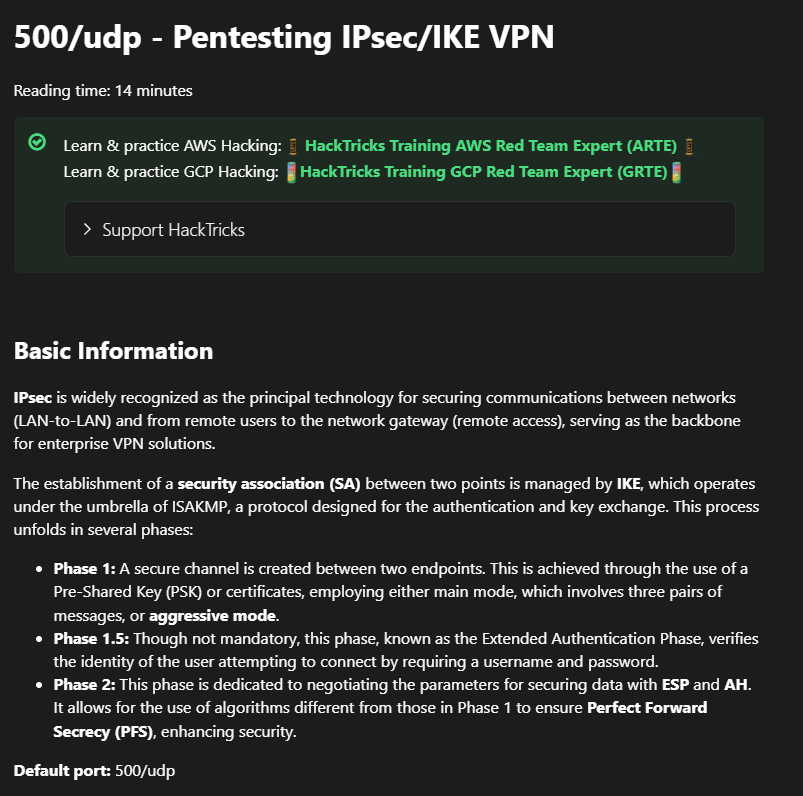 500/udp - Pentesting IPsec/IKE VPN
Reading time: 14 minutes
Learn & practice AWS Hacking: HackTricks Training AWS Red Team Expert (ARTE)
Learn & practice GCP Hacking: HackTricks Training GCP Red Team Expert (GRTE)
Support HackTricks
Basic Information
IPsec is widely recognized as the principal technology for securing communications between networks
(LAN-to-LAN) and from remote users to the network gateway (remote access), serving as the backbone
for enterprise VPN solutions.
The establishment of a security association (SA) between two points is managed by IKE, which operates
under the umbrella of ISAKMP, a protocol designed for the authentication and key exchange. This process
unfolds in several phases:
• Phase 1: A secure channel is created between two endpoints. This is achieved through the use of a
Pre-Shared Key (PSK) or certificates, employing either main mode, which involves three pairs of
messages, or aggressive mode.
• Phase 1.5: Though not mandatory, this phase, known as the Extended Authentication Phase, verifies
the identity of the user attempting to connect by requiring a username and password.
• Phase 2: This phase is dedicated to negotiating the parameters for securing data with ESP and AH.
It allows for the use of algorithms different from those in Phase 1 to ensure Perfect Forward
Secrecy (PFS), enhancing security.
Default port: 500/udp